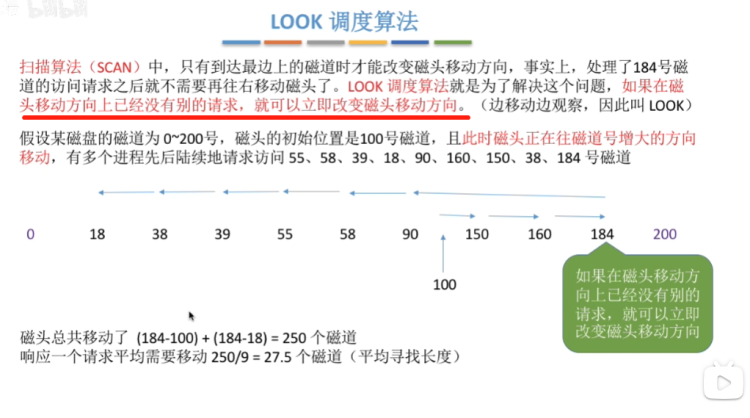 bilibili
LOOK 调度算法
扫描算法（SCAN）中，只有到达最边上的磁道时才能改变磁头移动方向，事实上，处理了184号磁
道的访问请求之后就不需要再往右移动磁头了。LOOK 调度算法就是为了解决这个问题，如果在磁
头移动方向上已经没有别的请求，就可以立即改变磁头移动方向。（边移动边观察，因此叫 LOOK）
假设某磁盘的磁道为 0~200号，磁头的初始位置是100号磁道，且此时磁头正在往磁道号增大的方向
移动，有多个进程先后陆续地请求访问 55、58、39、18、90、160、150、38、184 号磁道
0 18 38 39 55 58 90 150 160 184 200
100
如果在磁头移动方
向上已经没有别的
请求，就可以立即
改变磁头移动方向
磁头总共移动了 (184-100) + (184-18) = 250 个磁道
响应一个请求平均需要移动 250/9 = 27.5 个磁道（平均寻找长度）